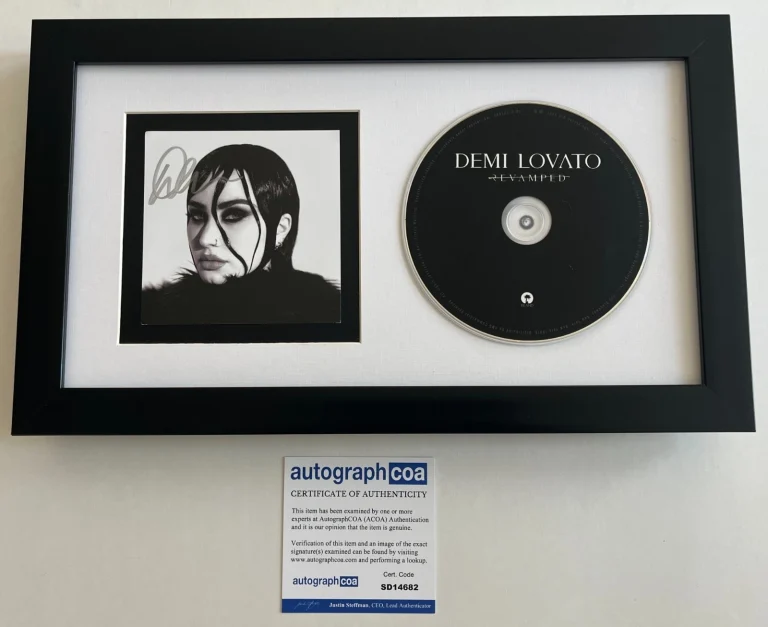 DEMI LOVATO
REVAMPED
autographcoa
CERTIFICATE OF AUTHENTICITY
This item has been examined by one or more
experts at AutographCOA (ACOA) Authentication
and it is our opinion that the item is genuine.
Verification of this item and an image of the exact
signature(s) examined can be found by visiting
www.autographcoa.com and performing a lookup.
autographcoa
Cert. Code
SD14682
Justin Steffman, CEO, Lead Authenticator